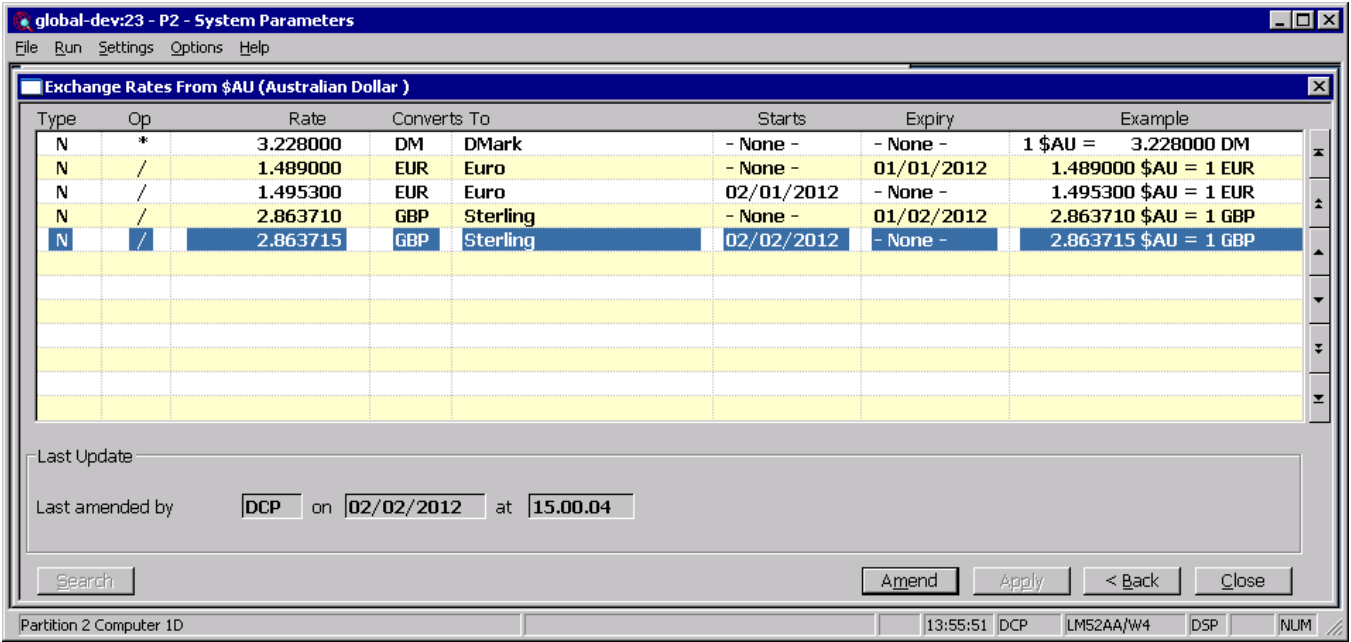 global-dev:23 - P2 - System Parameters
File Run Settings Options Help
Exchange Rates From $AU (Australian Dollar )
Type Op Rate Converts To Starts Expiry Example
N * 3.228000 DM DMark - None - - None - 1 $AU = 3.228000 DM
N / 1.489000 EUR Euro - None - 01/01/2012 1.489000 $AU = 1 EUR
N / 1.495300 EUR Euro 02/01/2012 - None - 1.495300 $AU = 1 EUR
N / 2.863710 GBP Sterling - None - 01/02/2012 2.863710 $AU = 1 GBP
N / 2.863715 GBP Sterling 02/02/2012 - None - 2.863715 $AU = 1 GBP
Last Update
Last amended by DCP on 02/02/2012 at 15.00.04
Search Amend Apply < Back Close
Partition 2 Computer 1D 13:55:51 DCP LM52AA/W4 DSP NUM